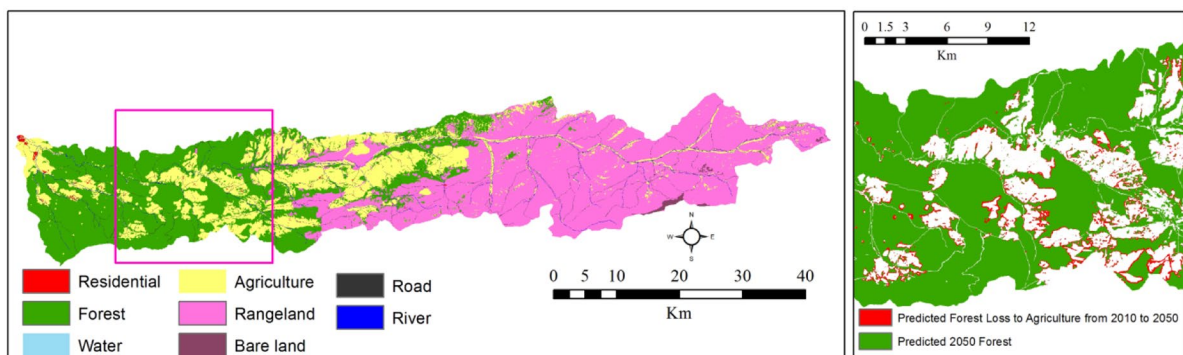 Residential
Forest
Water
Agriculture
Rangeland
Bare land
Road
River
N
W E
S
0 5 10 20 30 40
Km
0 1.5 3 6 9 12
Km
Predicted Forest Loss to Agriculture from 2010 to 2050
Predicted 2050 Forest